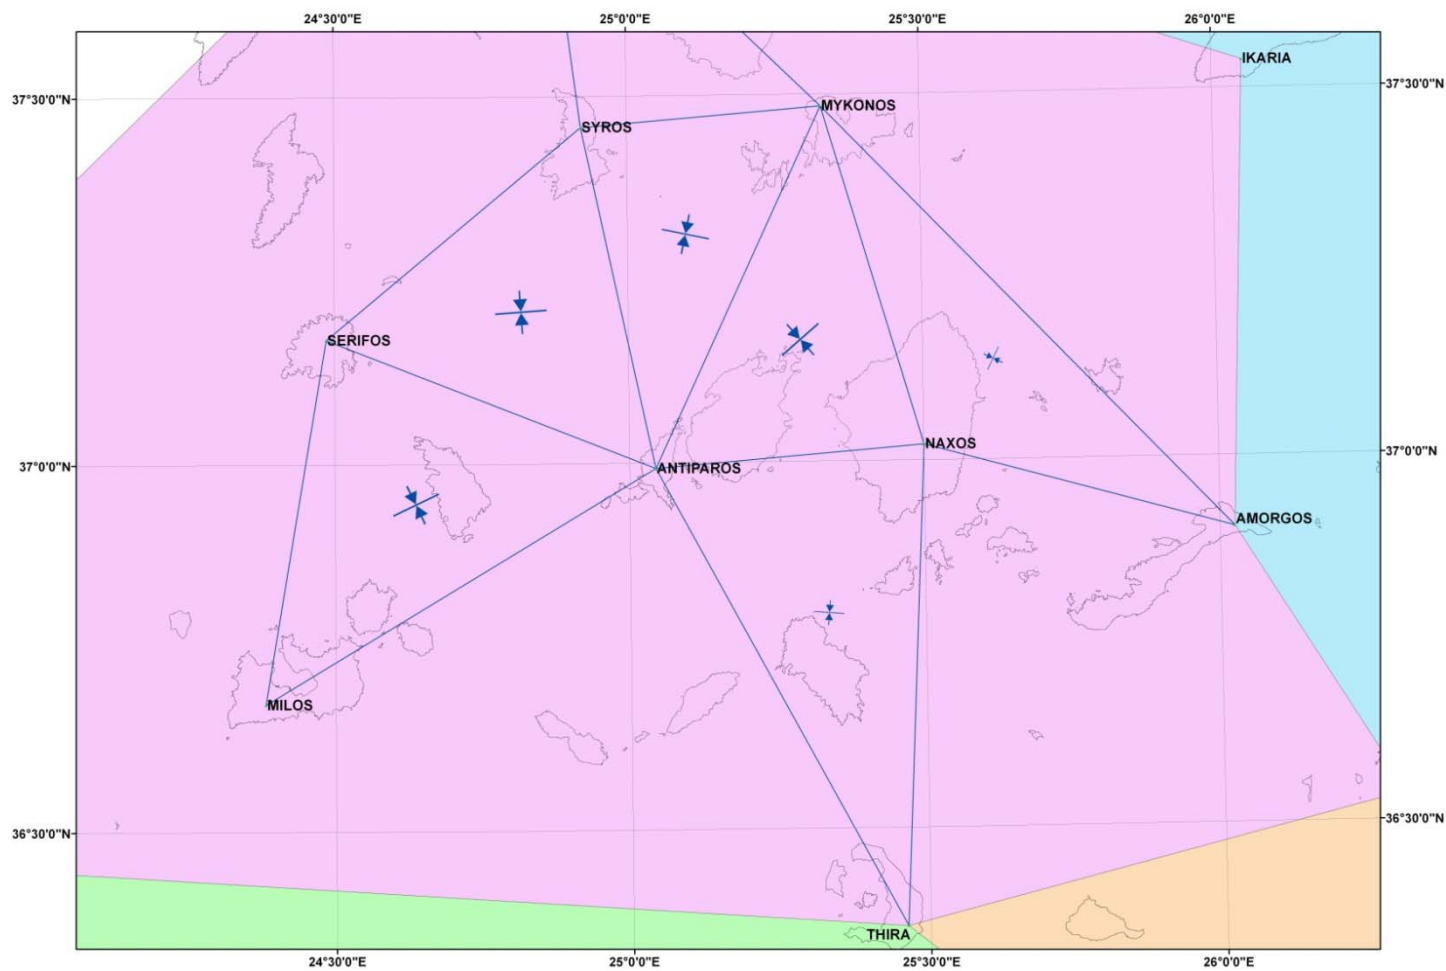 24°30'0"E 25°0'0"E 25°30'0"E 26°0'0"E
IKARIA
37°30'0"N 37°30'0"N
MYKONOS
SYROS
SERIFOS
NAXOS
37°0'0"N ANTIPAROS 37°0'0"N
AMORGOS
MILOS
36°30'0"N 36°30'0"N
THIRA
24°30'0"E 25°0'0"E 25°30'0"E 26°0'0"E